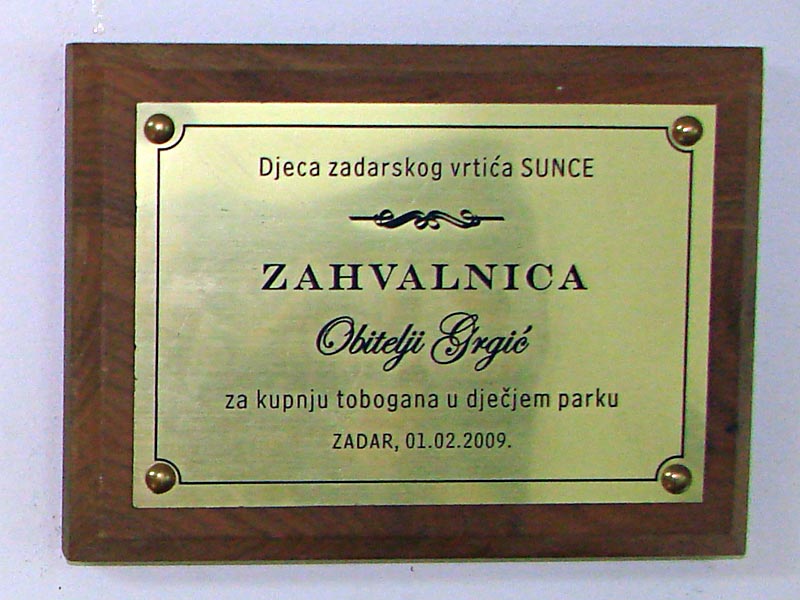 Djeca zadarskog vrtića SUNCE
ZAHVALNICA
Obitelji Grgić
za kupnju tobogana u dječjem parku
ZADAR, 01.02.2009.